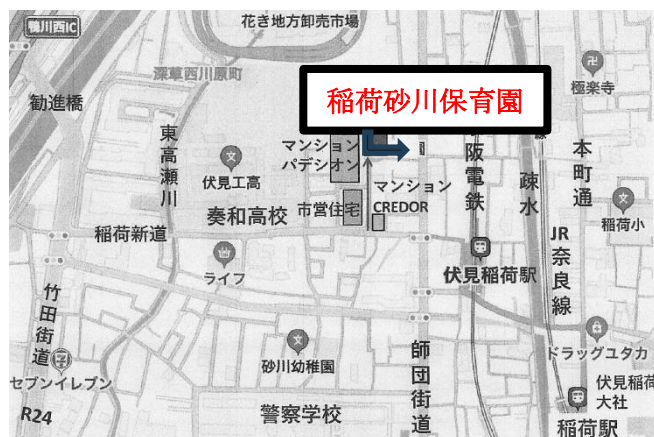 鴨川西IC
花き地方卸売市場
深草西川原町
極楽寺
勧進橋
稲荷砂川保育園
東高瀬川
マンション
パデシオン
伏見工高
マンション
CREDOR
市営住宅
奏和高校
阪電鉄
疎水
本町通
稲荷小
稲荷新道
ライフ
伏見稲荷駅
JR奈良線
竹田街道
砂川幼稚園
師団街道
ドラッグユタカ
セブンイレブン
伏見稲荷
大社
R24
警察学校
稲荷駅